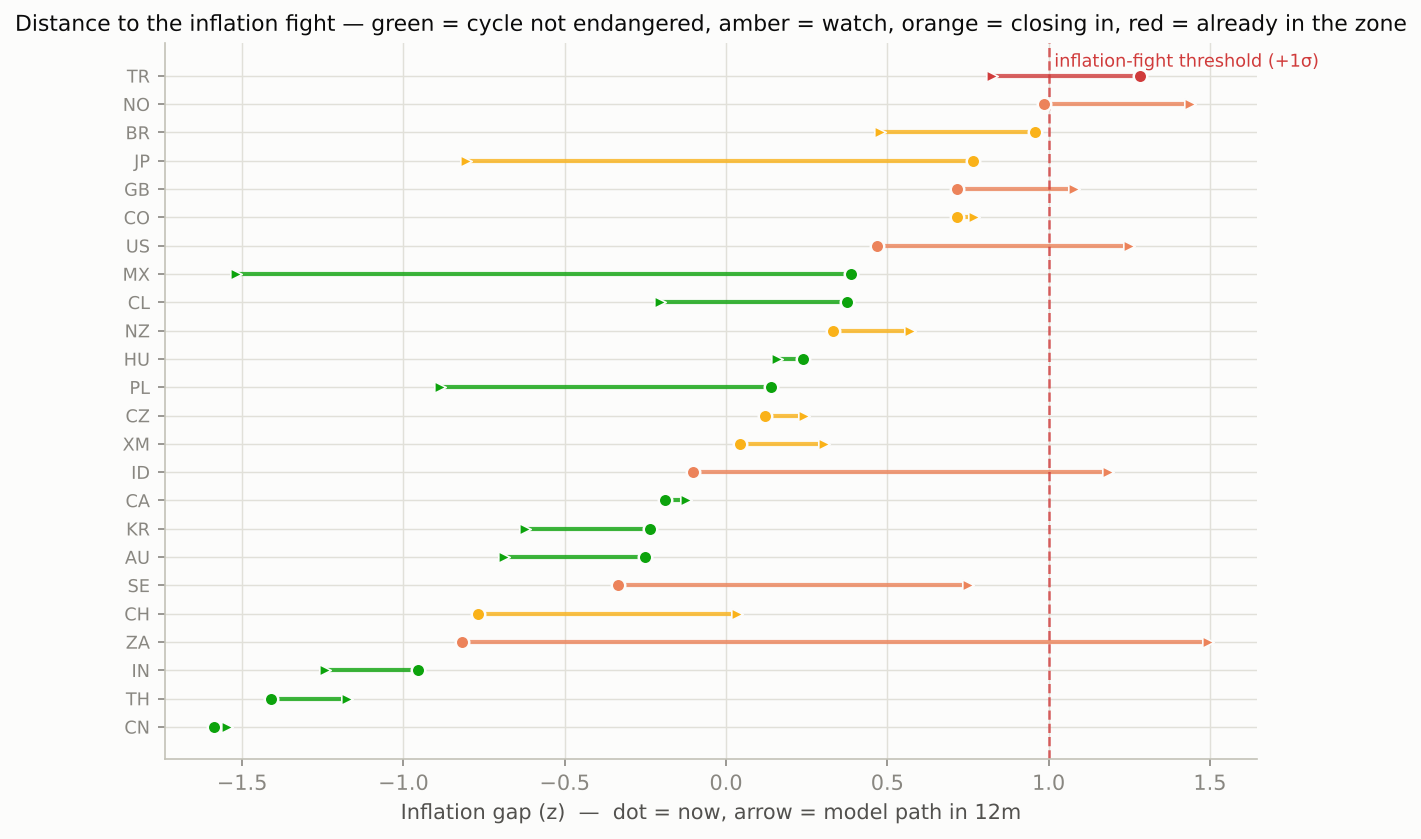 Distance to the inflation fight — green = cycle not endangered, amber = watch, orange = closing in, red = already in the zone
inflation-fight threshold (+1σ)
TR
NO
BR
JP
GB
CO
US
MX
CL
NZ
HU
PL
CZ
XM
ID
CA
KR
AU
SE
CH
ZA
IN
TH
CN
−1.5 −1.0 −0.5 0.0 0.5 1.0 1.5
Inflation gap (z) — dot = now, arrow = model path in 12m